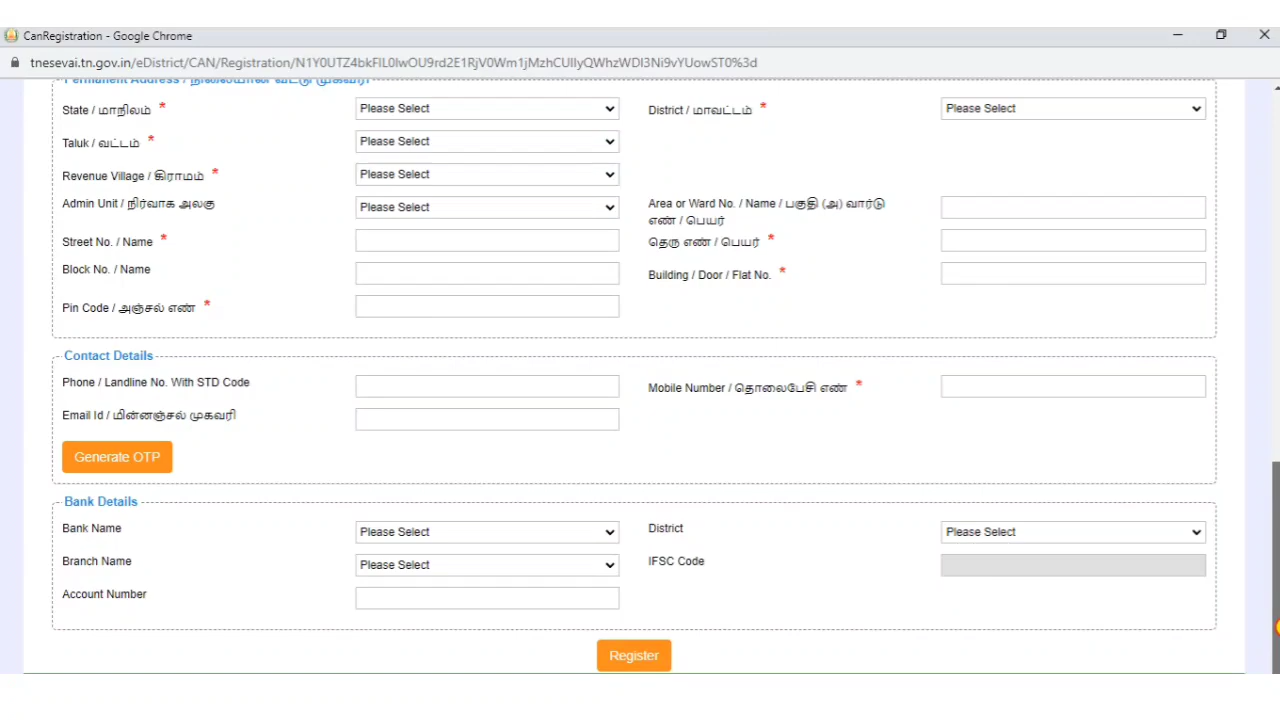 CanRegistration - Google Chrome
tnesevai.tn.gov.in/eDistrict/CAN/Registration/
Permanent Address / நிலையான வீட்டு முகவரி
State / மாநிலம் * Please Select District / மாவட்டம் * Please Select
Taluk / வட்டம் * Please Select
Revenue Village / கிராமம் * Please Select
Admin Unit / நிர்வாக அலகு Please Select Area or Ward No. / Name / பகுதி (அ) வார்டு
எண் / பெயர்
Street No. / Name * தெரு எண் / பெயர் *
Block No. / Name Building / Door / Flat No. *
Pin Code / அஞ்சல் எண் *
Contact Details
Phone / Landline No. With STD Code Mobile Number / தொலைபேசி எண் *
Email Id / மின்னஞ்சல் முகவரி
Generate OTP
Bank Details
Bank Name Please Select District Please Select
Branch Name Please Select IFSC Code
Account Number
Register